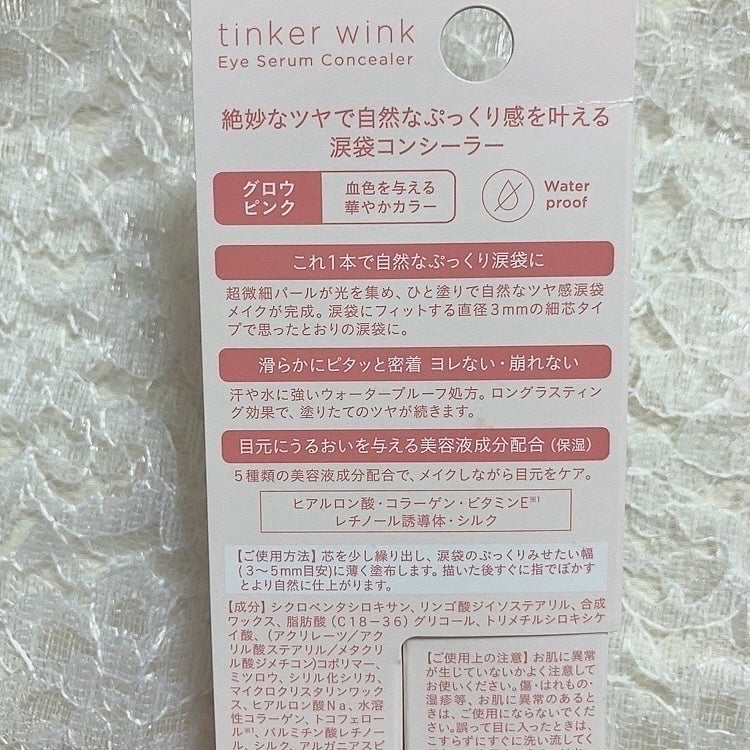 tinker wink
Eye Serum Concealer
絶妙なツヤで自然なぷっくり感を叶える
涙袋コンシーラー
グロウ
ピンク
血色を与える
華やかカラー
Water
proof
これ1本で自然なぷっくり涙袋に
超微細パールが光を集め、ひと塗りで自然なツヤ感涙袋
メイクが完成。涙袋にフィットする直径3mmの細芯タイ
プで思ったとおりの涙袋に。
滑らかにピタッと密着 ヨレない・崩れない
汗や水に強いウォータープルーフ処方。ロングラスティン
グ効果で、塗りたてのツヤが続きます。
目元にうるおいを与える美容液成分配合(保湿)
5種類の美容液成分配合で、メイクしながら目元をケア。
ヒアルロン酸・コラーゲン・ビタミンE※1
レチノール誘導体・シルク
【ご使用方法】芯を少し繰り出し、涙袋のぷっくりみせたい幅
(3〜5mm目安)に薄く塗布します。描いた後すぐに指でぼかす
とより自然に仕上がります。
【成分】シクロペンタシロキサン、リンゴ酸ジイソステアリル、合成
ワックス、脂肪酸(C18-36)グリコール、トリメチルシロキシケ
イ酸、(アクリレーツ/アク
リル酸ステアリル/メタクリ
ル酸ジメチコン)コポリマー、
ミツロウ、シリル化シリカ、
マイクロクリスタリンワック
ス、ヒアルロン酸Na、水溶
性コラーゲン、トコフェロー
ル※1、パルミチン酸レチノー
ル、シルク、アルガニアスピ
【ご使用上の注意】お肌に異常
が生じていないかよく注意して
お使いください。傷・はれもの・
湿疹等、お肌に異常のあるとき
は、ご使用にならないでくだ
さい。誤って目に入ったときは、
こすらずにすぐに洗い流してく